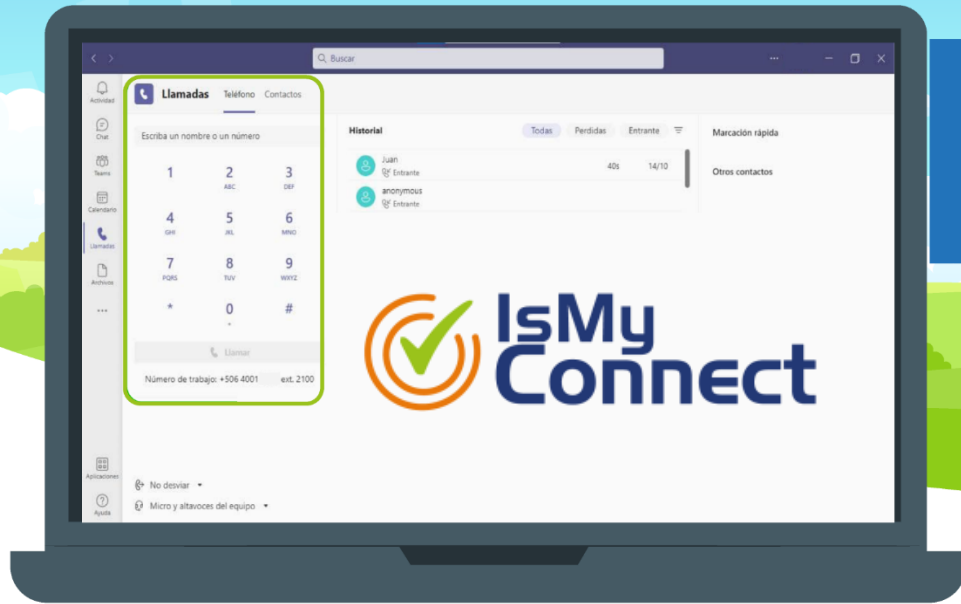 Buscar
Actividad
Chat
Teams
Calendario
Llamadas
Archivos
Aplicaciones
Ayuda
Llamadas Teléfono Contactos
Escriba un nombre o un número
1 2 3
ABC DEF
4 5 6
GHI JKL MNO
7 8 9
PQRS TUV WXYZ
* 0 #
Llamar
Número de trabajo: +506 4001 ext. 2100
No desviar
Micro y altavoces del equipo
Historial Todas Perdidas Entrante
Juan
Entrante 40s 14/10
anonymous
Entrante
Marcación rápida
Otros contactos
IsMy
Connect